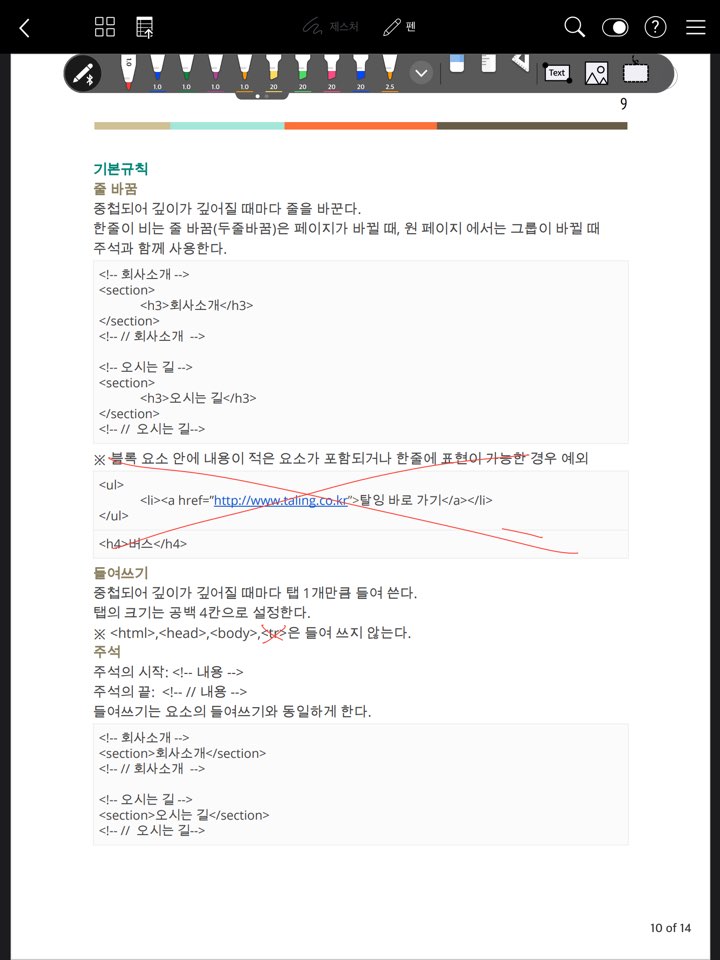 제스처 펜
1.0 1.0 1.0 1.0 1.0 20 20 20 20 2.5 Text
9
기본규칙
줄 바꿈
중첩되어 깊이가 깊어질 때마다 줄을 바꾼다.
한줄이 비는 줄 바꿈(두줄바꿈)은 페이지가 바뀔 때, 원 페이지 에서는 그룹이 바뀔 때
주석과 함께 사용한다.
<!-- 회사소개 -->
<section>
<h3>회사소개</h3>
</section>
<!-- // 회사소개 -->
<!-- 오시는 길 -->
<section>
<h3>오시는 길</h3>
</section>
<!-- // 오시는 길-->
※ 블록 요소 안에 내용이 적은 요소가 포함되거나 한줄에 표현이 가능한 경우 예외
<ul>
<li><a href="http://www.taling.co.kr">탈잉 바로 가기</a></li>
</ul>
<h4>버스</h4>
들여쓰기
중첩되어 깊이가 깊어질 때마다 탭 1개만큼 들여 쓴다.
탭의 크기는 공백 4칸으로 설정한다.
※ <html>,<head>,<body>,<tr>은 들여 쓰지 않는다.
주석
주석의 시작: <!-- 내용 -->
주석의 끝: <!-- // 내용 -->
들여쓰기는 요소의 들여쓰기와 동일하게 한다.
<!-- 회사소개 -->
<section>회사소개</section>
<!-- // 회사소개 -->
<!-- 오시는 길 -->
<section>오시는 길</section>
<!-- // 오시는 길-->
10 of 14